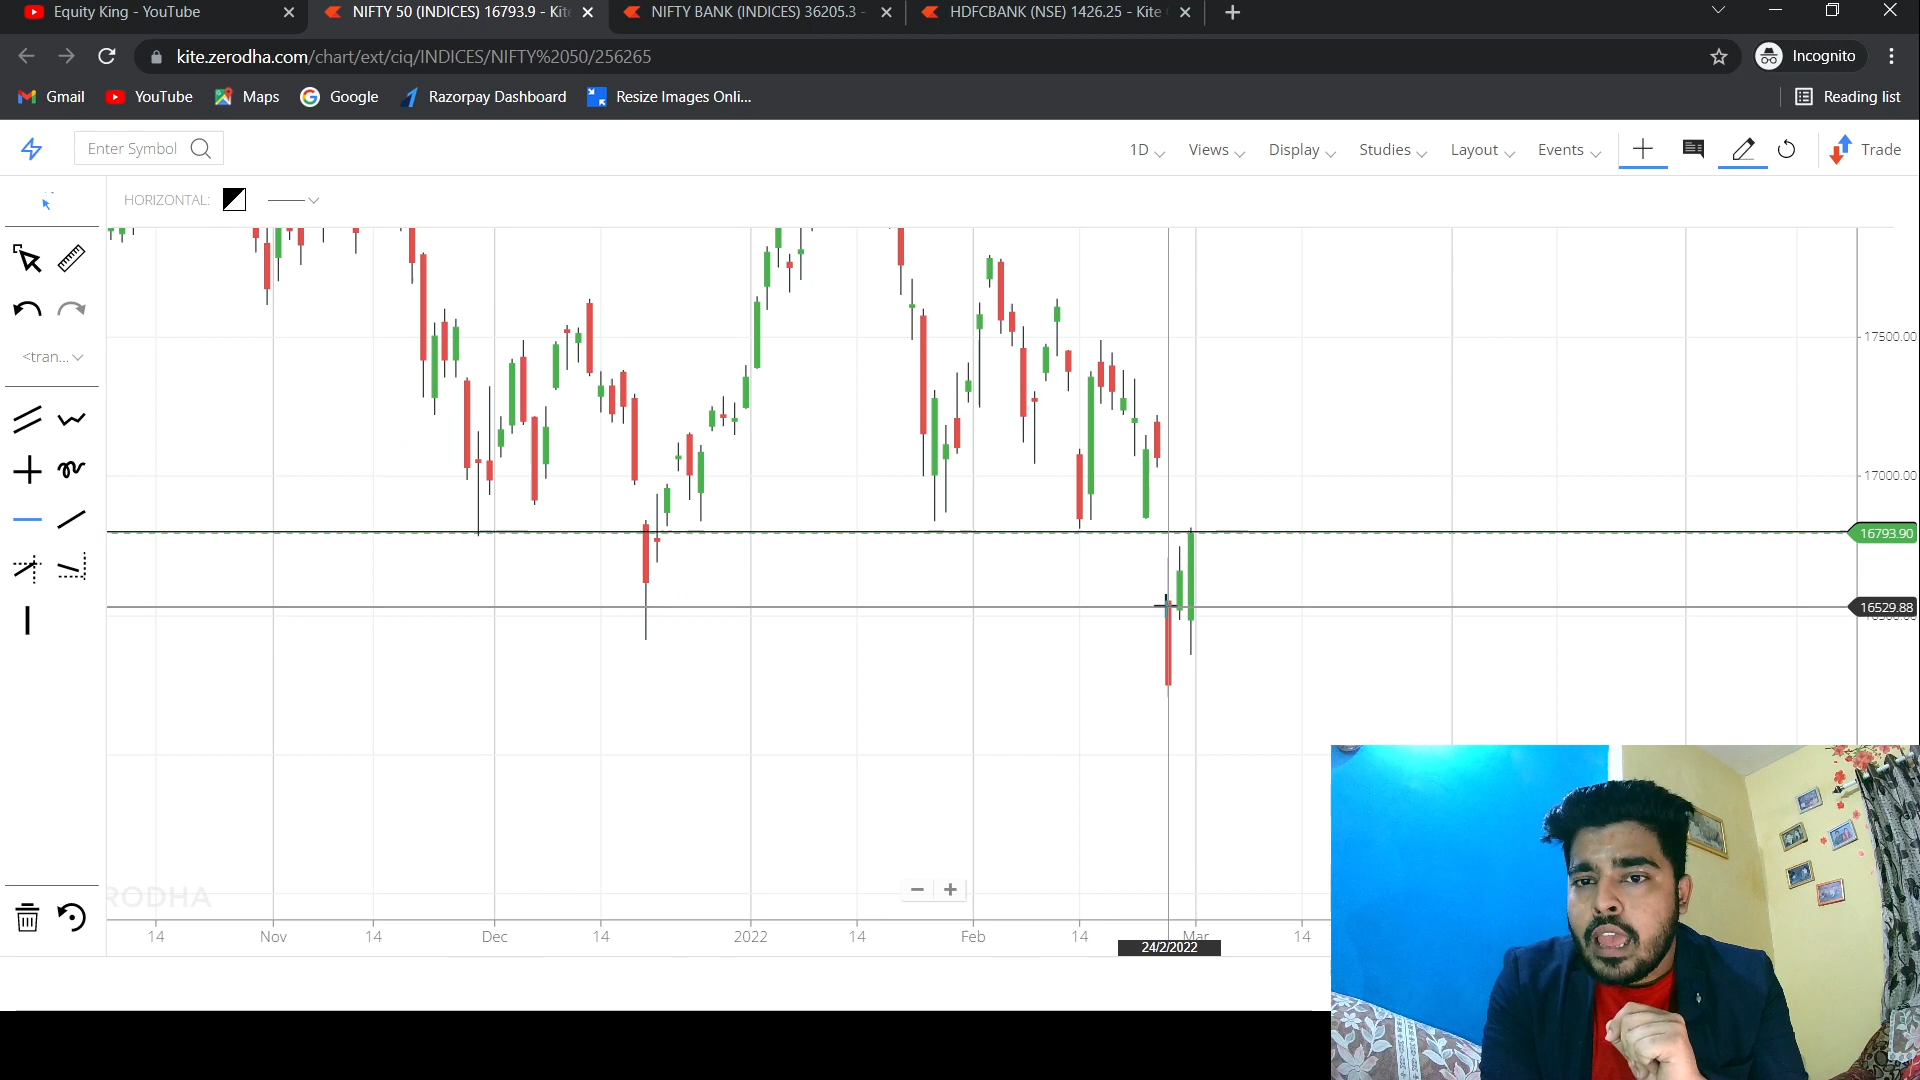 Equity King - YouTube
NIFTY 50 (INDICES) 16793.9 - Kit
NIFTY BANK (INDICES) 36205.3 -
HDFCBANK (NSE) 1426.25 - Kite
kite.zerodha.com/chart/ext/ciq/INDICES/NIFTY%2050/256265
Incognito
Gmail
YouTube
Maps
Google
Razorpay Dashboard
Resize Images Onli...
Reading list
Enter Symbol
1D
Views
Display
Studies
Layout
Events
Trade
HORIZONTAL:
<tran...
17500.00
17000.00
16793.90
16529.88
RODHA
14 Nov 14 Dec 14 2022 14 Feb 14 Mar 14
24/2/2022